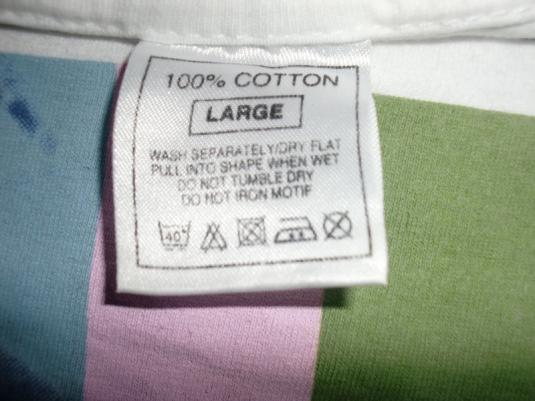 100% COTTON
LARGE
WASH SEPARATELY/DRY FLAT
PULL INTO SHAPE WHEN WET
DO NOT TUMBLE DRY
DO NOT IRON MOTIF
40°